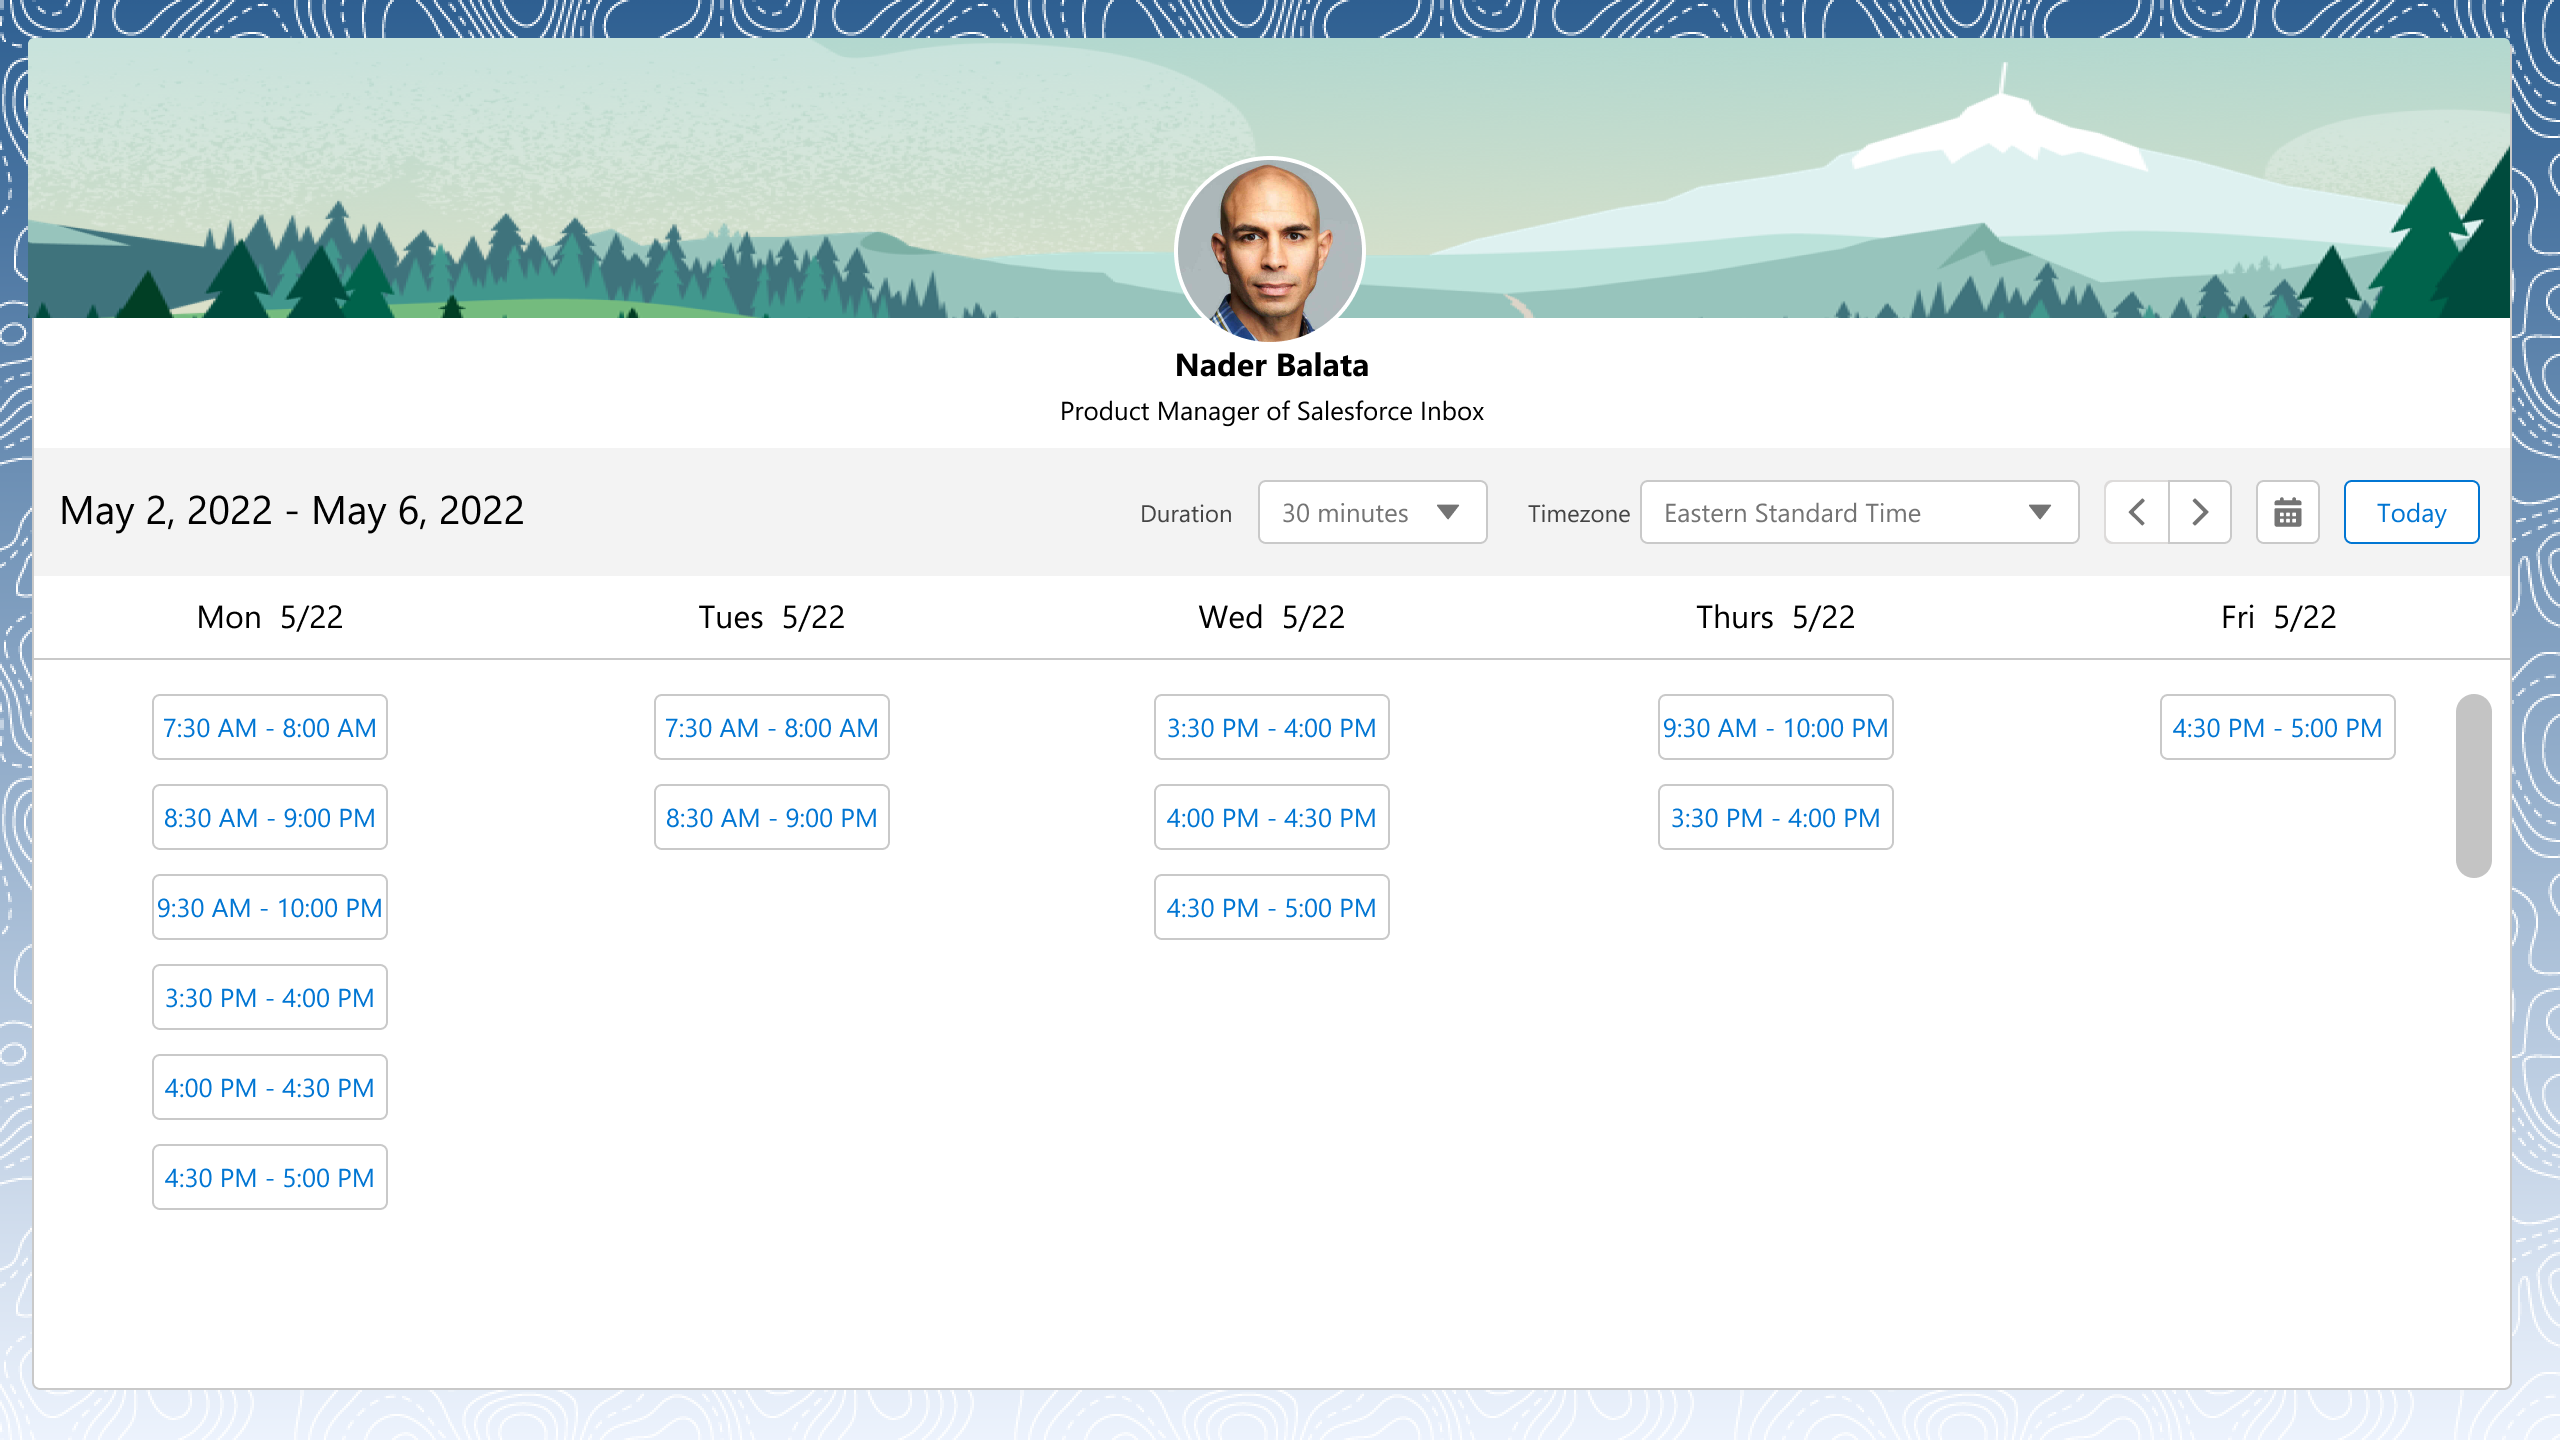 Nader Balata
Product Manager of Salesforce Inbox
May 2, 2022 - May 6, 2022
Duration
30 minutes
Timezone
Eastern Standard Time
Today
Mon 5/22
Tues 5/22
Wed 5/22
Thurs 5/22
Fri 5/22
7:30 AM - 8:00 AM
7:30 AM - 8:00 AM
3:30 PM - 4:00 PM
9:30 AM - 10:00 PM
4:30 PM - 5:00 PM
8:30 AM - 9:00 PM
8:30 AM - 9:00 PM
4:00 PM - 4:30 PM
3:30 PM - 4:00 PM
9:30 AM - 10:00 PM
4:30 PM - 5:00 PM
3:30 PM - 4:00 PM
4:00 PM - 4:30 PM
4:30 PM - 5:00 PM